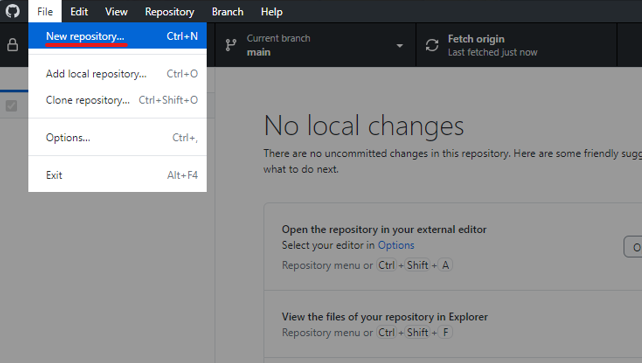 File Edit View Repository Branch Help
New repository... Ctrl+N
Add local repository... Ctrl+O
Clone repository... Ctrl+Shift+O
Options... Ctrl+,
Exit Alt+F4
Current branch
main
Fetch origin
Last fetched just now
No local changes
There are no uncommitted changes in this repository. Here are some friendly
what to do next.
Open the repository in your external editor
Select your editor in Options
Repository menu or Ctrl + Shift + A
View the files of your repository in Explorer
Repository menu or Ctrl + Shift + F